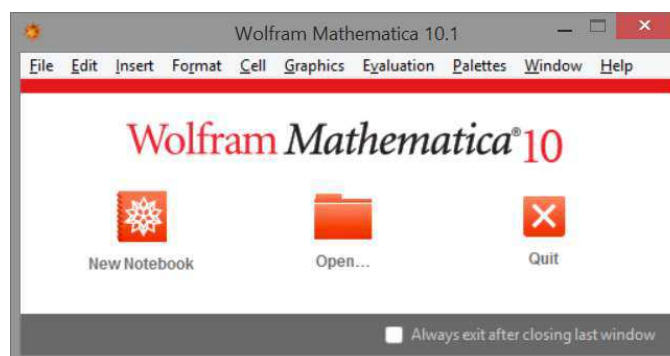 Wolfram Mathematica 10.1
File Edit Insert Format Cell Graphics Evaluation Palettes Window Help
Wolfram Mathematica®10
New Notebook Open... Quit
Always exit after closing last window